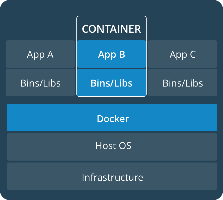 CONTAINER
App A App B App C
Bins/Libs Bins/Libs Bins/Libs
Docker
Host OS
Infrastructure